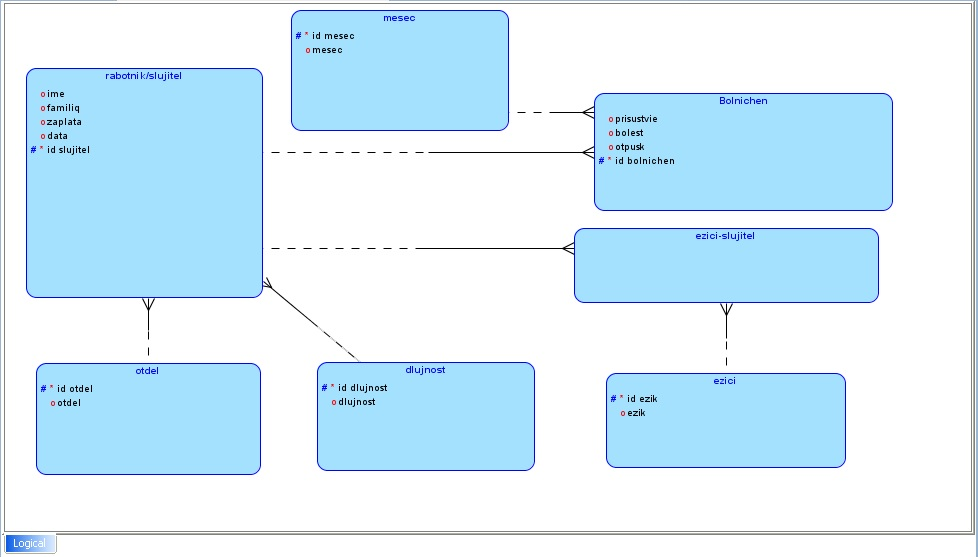 mesec
# * id mesec
o mesec
rabotnik/slujitel
o ime
o familiq
o zaplata
o data
# * id slujitel
Bolnichen
o prisustvie
o bolest
o otpusk
# * id bolnichen
ezici-slujitel
otdel
# * id otdel
o otdel
dlujnost
# * id dlujnost
o dlujnost
ezici
# * id ezik
o ezik
Logical